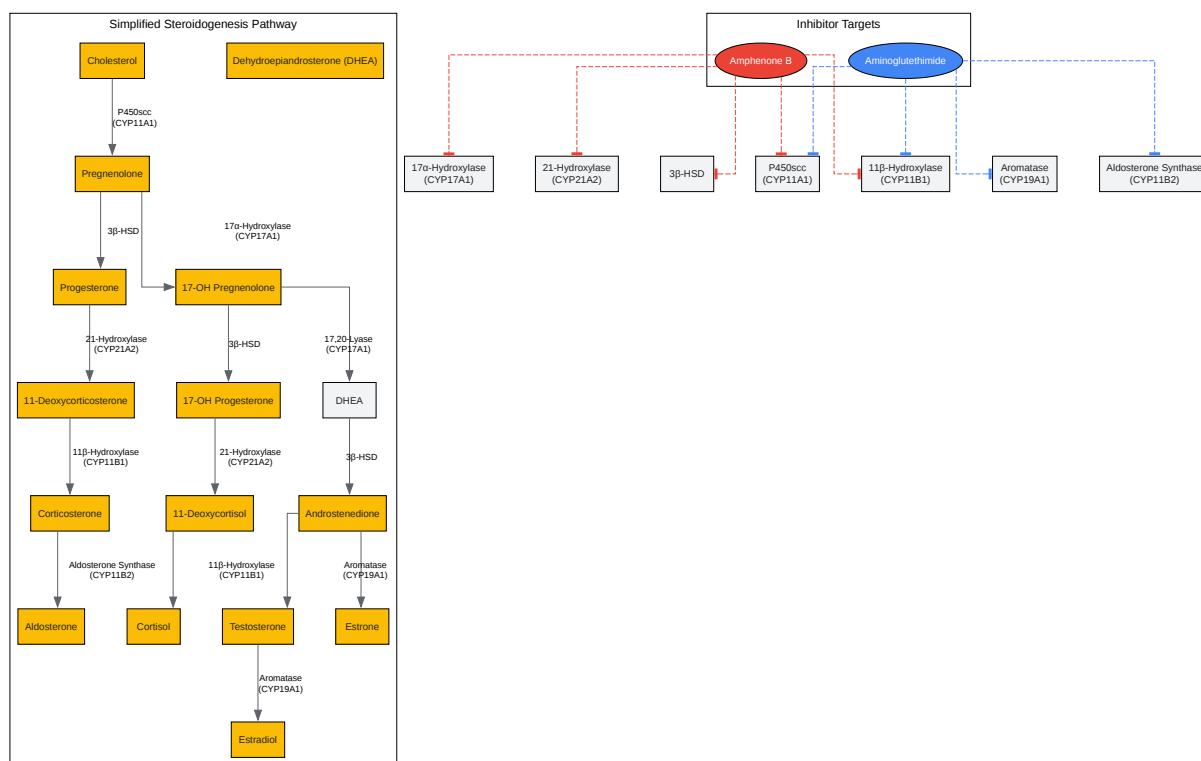 Simplified Steroidogenesis Pathway
Inhibitor Targets
Cholesterol
Dehydroepiandrosterone (DHEA)
Amphenone B
Aminoglutethimide
P450scc
(CYP11A1)
Pregnenolone
17α-Hydroxylase
(CYP17A1)
21-Hydroxylase
(CYP21A2)
3β-HSD
P450scc
(CYP11A1)
11β-Hydroxylase
(CYP11B1)
Aromatase
(CYP19A1)
Aldosterone Synthase
(CYP11B2)
3β-HSD
17α-Hydroxylase
(CYP17A1)
Progesterone
17-OH Pregnenolone
21-Hydroxylase
(CYP21A2)
3β-HSD
17,20-Lyase
(CYP17A1)
11-Deoxycorticosterone
17-OH Progesterone
DHEA
11β-Hydroxylase
(CYP11B1)
21-Hydroxylase
(CYP21A2)
3β-HSD
Corticosterone
11-Deoxycortisol
Androstenedione
Aldosterone Synthase
(CYP11B2)
11β-Hydroxylase
(CYP11B1)
Aromatase
(CYP19A1)
Aldosterone
Cortisol
Testosterone
Estrone
Aromatase
(CYP19A1)
Estradiol